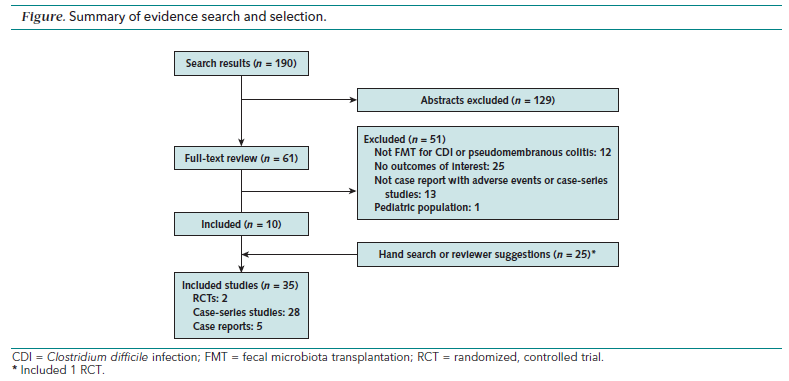 Figure. Summary of evidence search and selection.
Search results (n = 190)
Abstracts excluded (n = 129)
Full-text review (n = 61)
Excluded (n = 51)
Not FMT for CDI or pseudomembranous colitis: 12
No outcomes of interest: 25
Not case report with adverse events or case-series
studies: 13
Pediatric population: 1
Included (n = 10)
Hand search or reviewer suggestions (n = 25)*
Included studies (n = 35)
RCTs: 2
Case-series studies: 28
Case reports: 5
CDI = Clostridium difficile infection; FMT = fecal microbiota transplantation; RCT = randomized, controlled trial.
* Included 1 RCT.